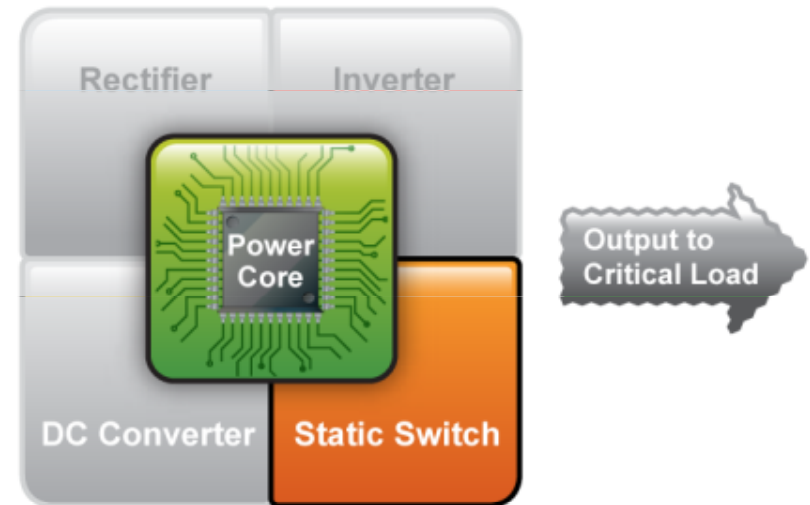 Rectifier
Inverter
Power
Core
Output to
Critical Load
DC Converter
Static Switch